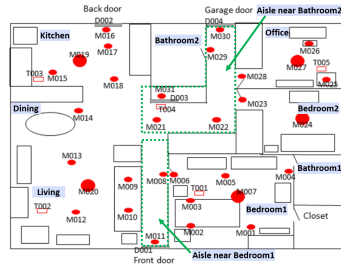 Back door
Garage door
Aisle near Bathroom2
D002
D004
Kitchen
M016
M030
Office
Bathroom2
M017
M029
M026
M019
M027
T005
T003
M015
M018
M028
M025
M031
D003
M023
Dining
T004
Bedroom2
M014
M021
M022
M024
M013
Bathroom1
M008
M006
M005
M004
Living
M020
M009
T001
M007
M003
T002
M012
M010
Bedroom1
Closet
M011
M002
M001
D001
Front door
Aisle near Bedroom1